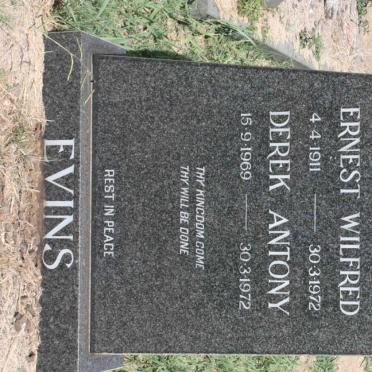 ERNEST WILFRED
4·4·1911 — 30·3·1972
DEREK ANTONY
15·9·1969 — 30·3·1972
THY KINGDOM COME
THY WILL BE DONE
REST IN PEACE
EVINS